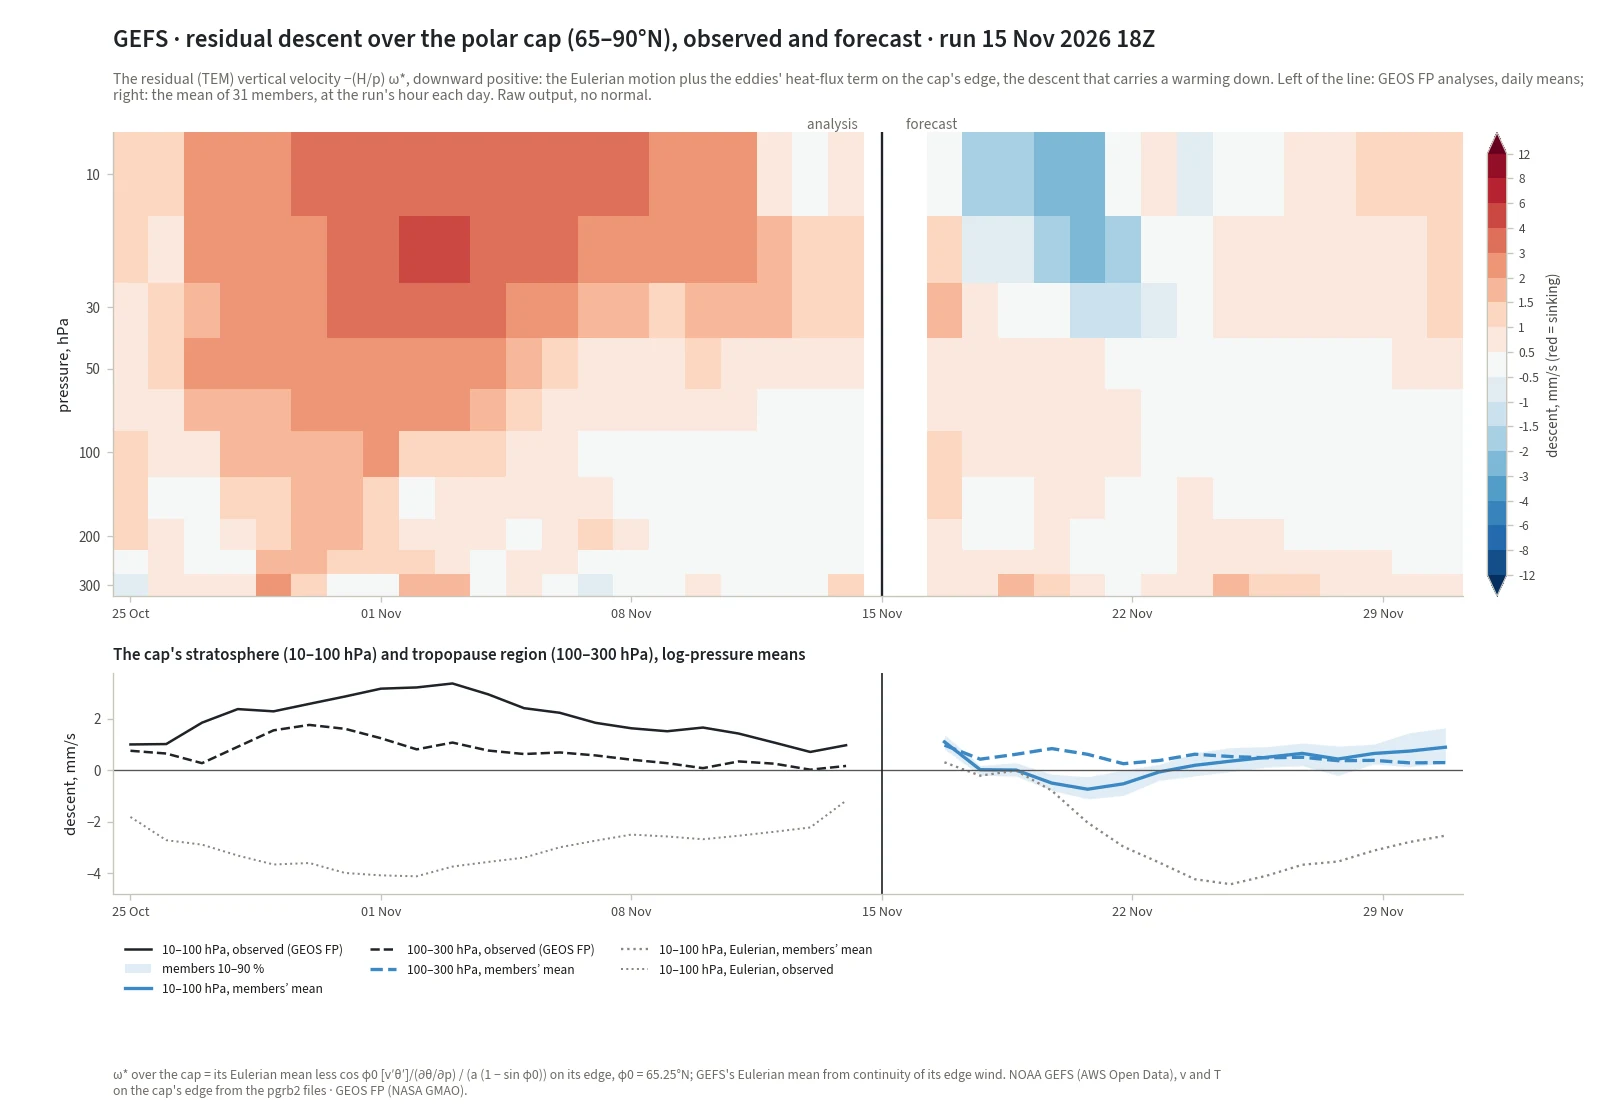 GEFS · residual descent over the polar cap (65–90°N), observed and forecast · run 15 Nov 2026 18Z
The residual (TEM) vertical velocity −(H/p) ω*, downward positive: the Eulerian motion plus the eddies' heat-flux term on the cap's edge, the descent that carries a warming down. Left of the line: GEOS FP analyses, daily means;
right: the mean of 31 members, at the run's hour each day. Raw output, no normal.
analysis
forecast
10
30
50
100
200
300
pressure, hPa
25 Oct
01 Nov
08 Nov
15 Nov
22 Nov
29 Nov
12
8
6
4
3
2
1.5
1
0.5
-0.5
-1
-1.5
-2
-3
-4
-6
-8
-12
descent, mm/s (red = sinking)
The cap's stratosphere (10–100 hPa) and tropopause region (100–300 hPa), log-pressure means
2
0
−2
−4
descent, mm/s
25 Oct
01 Nov
08 Nov
15 Nov
22 Nov
29 Nov
10–100 hPa, observed (GEOS FP)
members 10–90 %
10–100 hPa, members’ mean
100–300 hPa, observed (GEOS FP)
100–300 hPa, members’ mean
10–100 hPa, Eulerian, members’ mean
10–100 hPa, Eulerian, observed
ω* over the cap = its Eulerian mean less cos φ0 [v′θ′]/(∂θ/∂p) / (a (1 − sin φ0)) on its edge, φ0 = 65.25°N; GEFS's Eulerian mean from continuity of its edge wind. NOAA GEFS (AWS Open Data), v and T
on the cap's edge from the pgrb2 files · GEOS FP (NASA GMAO).